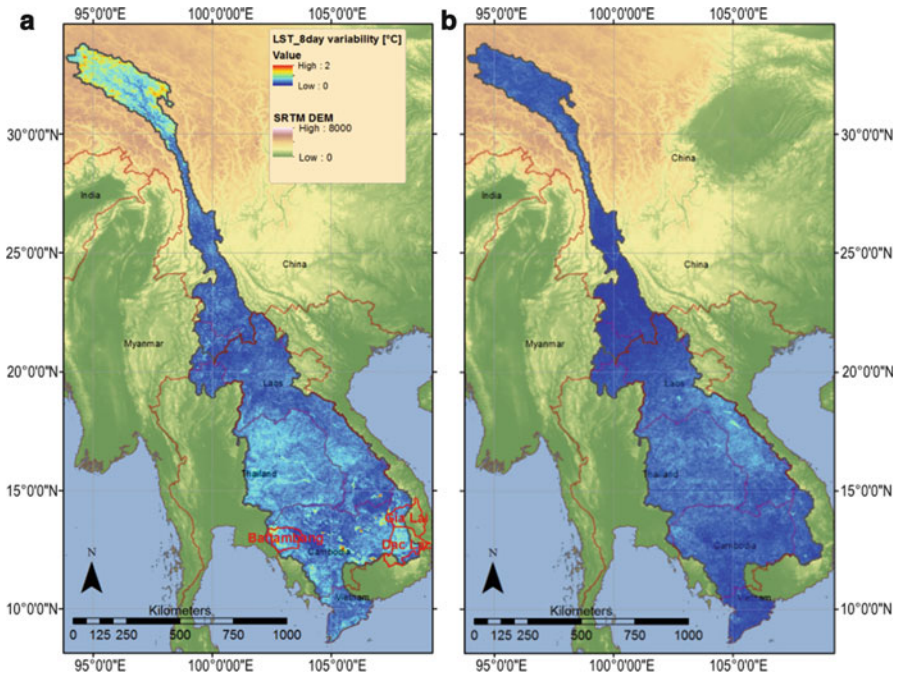 a
b
95°0'0"E 100°0'0"E 105°0'0"E
95°0'0"E 100°0'0"E 105°0'0"E
LST_8day variability [°C]
Value
High : 2
Low : 0
SRTM DEM
High : 8000
Low : 0
30°0'0"N
30°0'0"N
China
India
India
25°0'0"N
25°0'0"N
China
China
Myanmar
Myanmar
20°0'0"N
20°0'0"N
Laos
Laos
Thailand
Thailand
15°0'0"N
15°0'0"N
Gia Lai
Battambang
Dac Lac
Cambodia
Cambodia
N
N
Vietnam
Vietnam
10°0'0"N
10°0'0"N
Kilometers
Kilometers
0 125 250 500 750 1000
0 125 250 500 750 1000
95°0'0"E 100°0'0"E 105°0'0"E
95°0'0"E 100°0'0"E 105°0'0"E